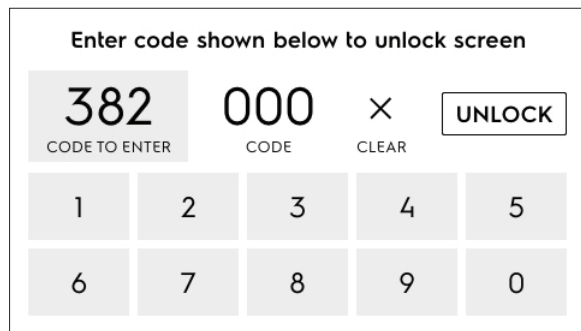 Enter code shown below to unlock screen
382 000 × UNLOCK
CODE TO ENTER CODE CLEAR
1 2 3 4 5
6 7 8 9 0